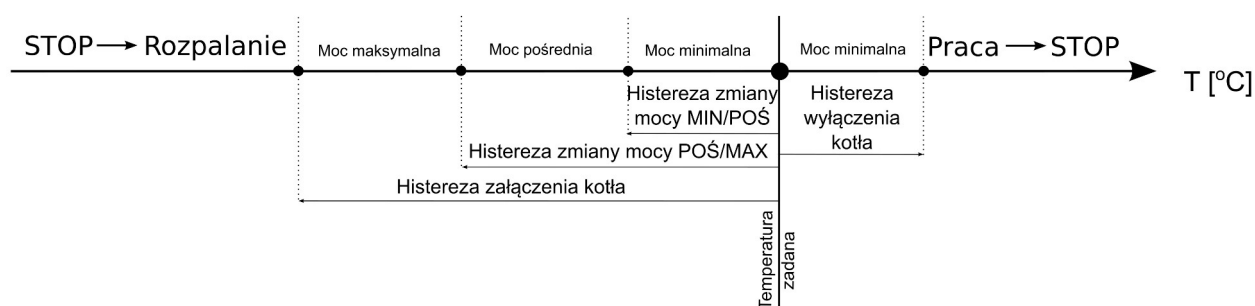 STOP → Rozpalanie
Moc maksymalna
Moc pośrednia
Moc minimalna
Moc minimalna
Praca → STOP
T [°C]
Histereza zmiany
mocy MIN/POŚ
Histereza
wyłączenia
kotła
Histereza zmiany mocy POŚ/MAX
Histereza załączenia kotła
Temperatura
zadana